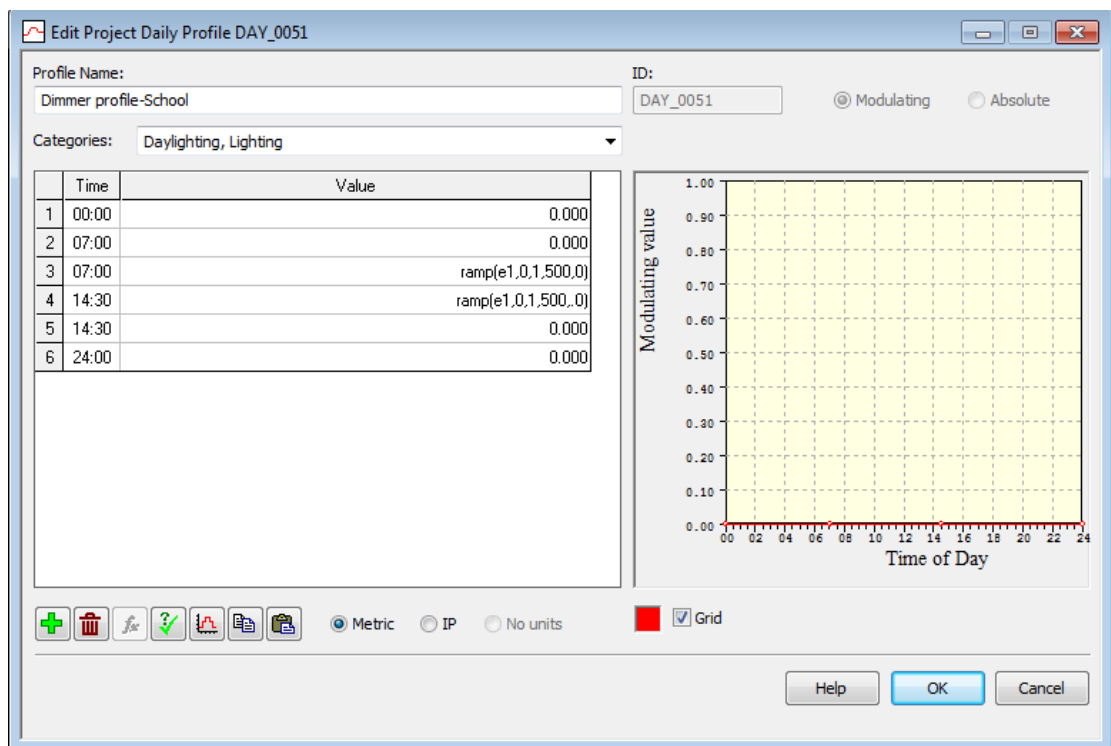 Edit Project Daily Profile DAY_0051
Profile Name:
ID:
Dimmer profile-School
DAY_0051
Modulating
Absolute
Categories:
Daylighting, Lighting
Time Value
1 00:00 0.000
2 07:00 0.000
3 07:00 ramp(e1,0,1,500,0)
4 14:30 ramp(e1,0,1,500,.0)
5 14:30 0.000
6 24:00 0.000
Modulating value
1.00
0.90
0.80
0.70
0.60
0.50
0.40
0.30
0.20
0.10
0.00
00 02 04 06 08 10 12 14 16 18 20 22 24
Time of Day
fx
Metric
IP
No units
Grid
Help
OK
Cancel